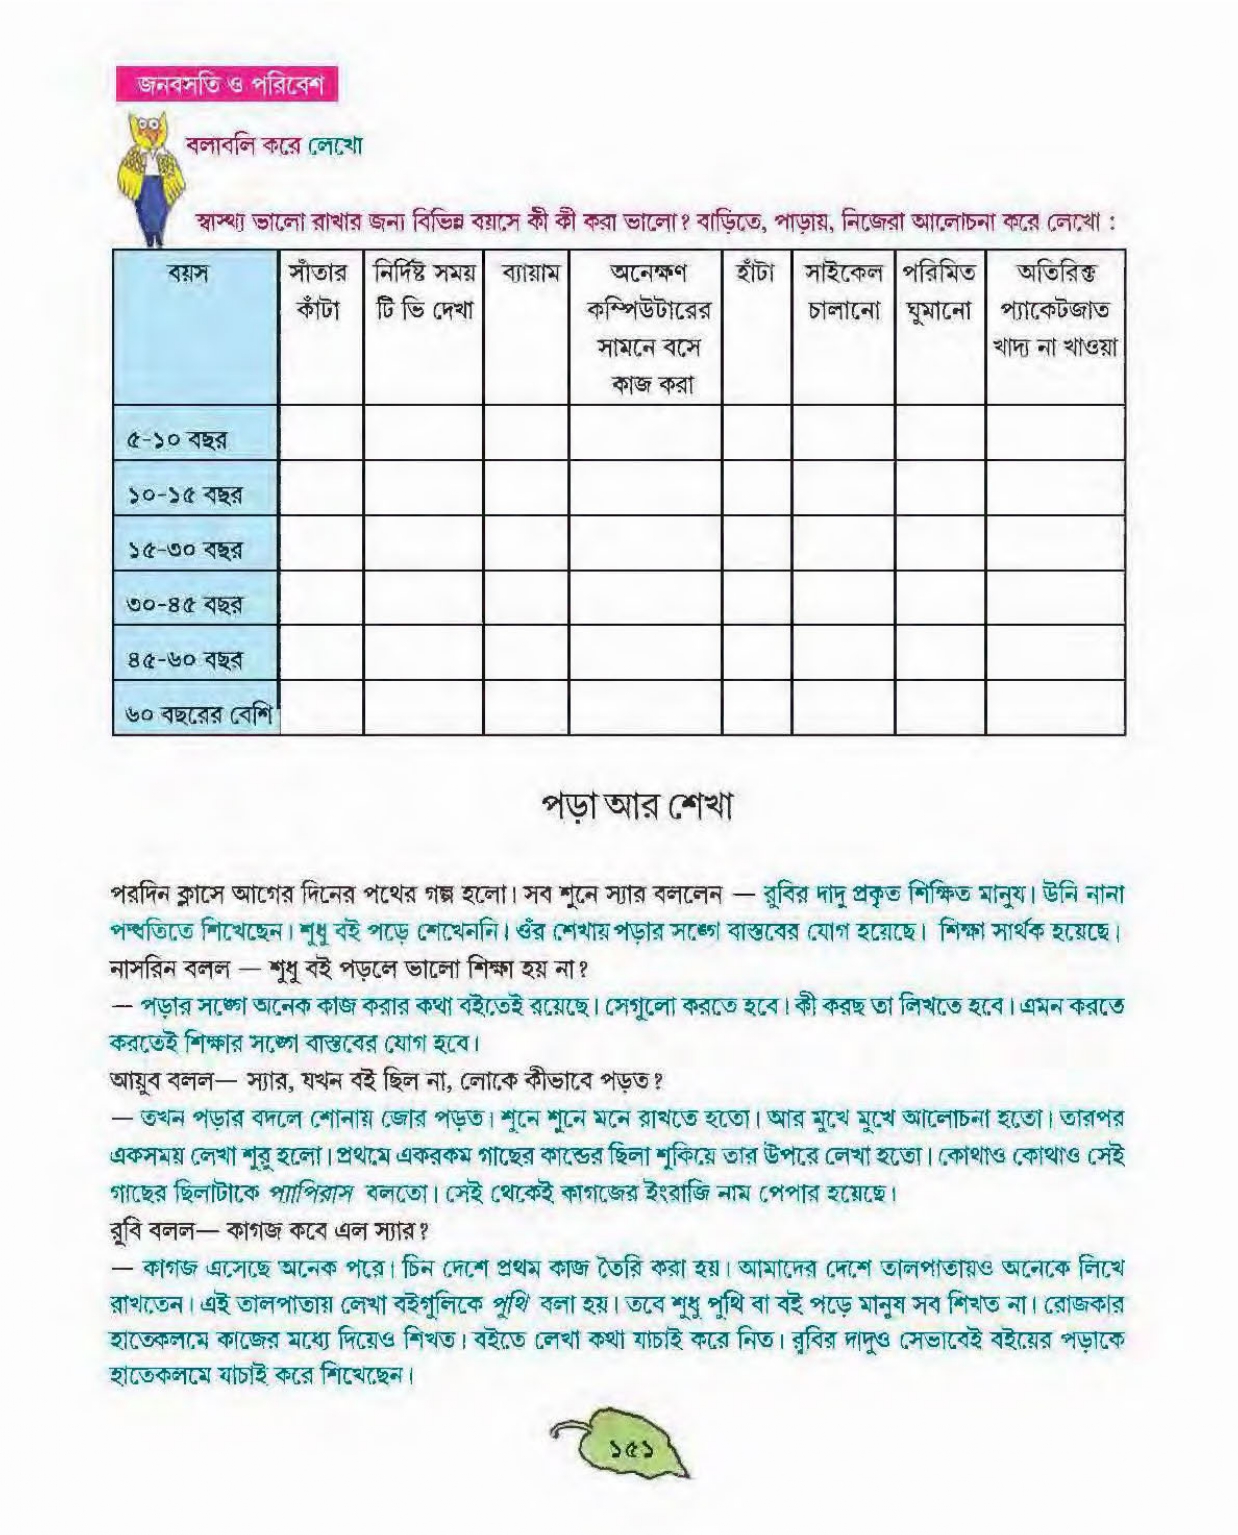 জনবসতি ও পরিবেশ
বলাবলি করে লেখো
স্বাস্থ্য ভালো রাখার জন্য বিভিন্ন বয়সে কী কী করা ভালো? বাড়িতে, পাড়ায়, নিজেরা আলোচনা করে লেখো :
বয়স সাঁতার নির্দিষ্ট সময় ব্যায়াম অনেক্ষণ হাঁটা সাইকেল পরিমিত অতিরিক্ত
কাঁটা টি ভি দেখা কম্পিউটারের চালানো ঘুমানো প্যাকেটজাত
সামনে বসে খাদ্য না খাওয়া
কাজ করা
৫-১০ বছর
১০-১৫ বছর
১৫-৩০ বছর
৩০-৪৫ বছর
৪৫-৬০ বছর
৬০ বছরের বেশি
পড়া আর শেখা
পরদিন ক্লাসে আগের দিনের পথের গল্প হলো। সব শুনে স্যার বললেন — রুবির দাদু প্রকৃত শিক্ষিত মানুষ। উনি নানা
পদ্ধতিতে শিখেছেন। শুধু বই পড়ে শেখেননি। ওঁর শেখায় পড়ার সঙ্গে বাস্তবের যোগ হয়েছে। শিক্ষা সার্থক হয়েছে।
নাসরিন বলল — শুধু বই পড়লে ভালো শিক্ষা হয় না?
— পড়ার সঙ্গে অনেক কাজ করার কথা বইতেই রয়েছে। সেগুলো করতে হবে। কী করছ তা লিখতে হবে। এমন করতে
করতেই শিক্ষার সঙ্গে বাস্তবের যোগ হবে।
আয়ুব বলল— স্যার, যখন বই ছিল না, লোকে কীভাবে পড়ত?
— তখন পড়ার বদলে শোনায় জোর পড়ত। শুনে শুনে মনে রাখতে হতো। আর মুখে মুখে আলোচনা হতো। তারপর
একসময় লেখা শুরু হলো। প্রথমে একরকম গাছের কান্ডের ছিলা শুকিয়ে তার উপরে লেখা হতো। কোথাও কোথাও সেই
গাছের ছিলাটাকে প্যাপিরাস বলতো। সেই থেকেই কাগজের ইংরাজি নাম পেপার হয়েছে।
রুবি বলল— কাগজ কবে এল স্যার?
— কাগজ এসেছে অনেক পরে। চিন দেশে প্রথম কাজ তৈরি করা হয়। আমাদের দেশে তালপাতায়ও অনেকে লিখে
রাখতেন। এই তালপাতায় লেখা বইগুলিকে পুথি বলা হয়। তবে শুধু পুথি বা বই পড়ে মানুষ সব শিখত না। রোজকার
হাতেকলমে কাজের মধ্যে দিয়েও শিখত। বইতে লেখা কথা যাচাই করে নিত। রুবির দাদুও সেভাবেই বইয়ের পড়াকে
হাতেকলমে যাচাই করে শিখেছেন।
১৫১